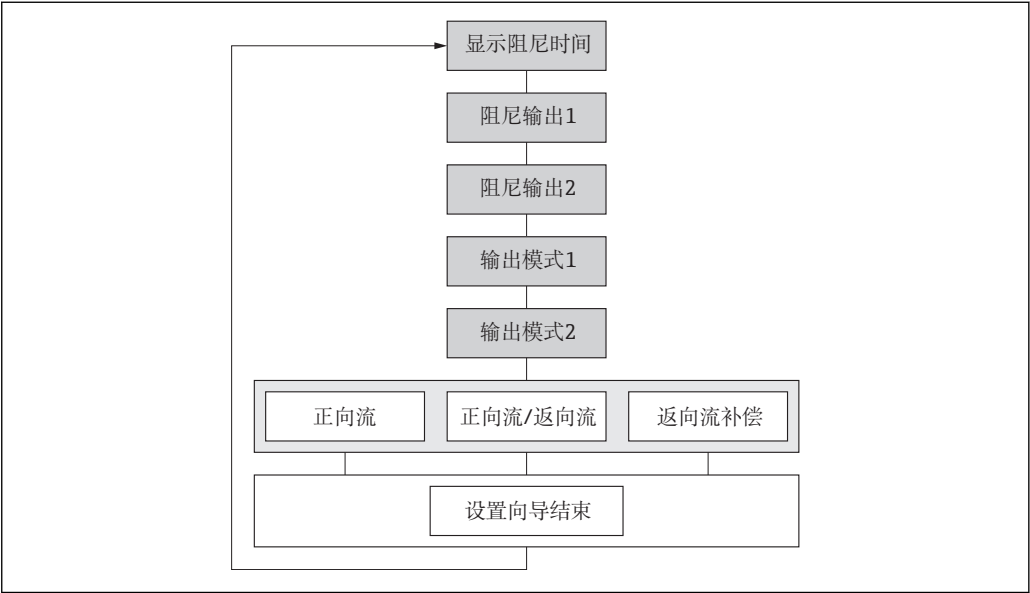 显示阻尼时间
阻尼输出1
阻尼输出2
输出模式1
输出模式2
正向流
正向流/返向流
返向流补偿
设置向导结束